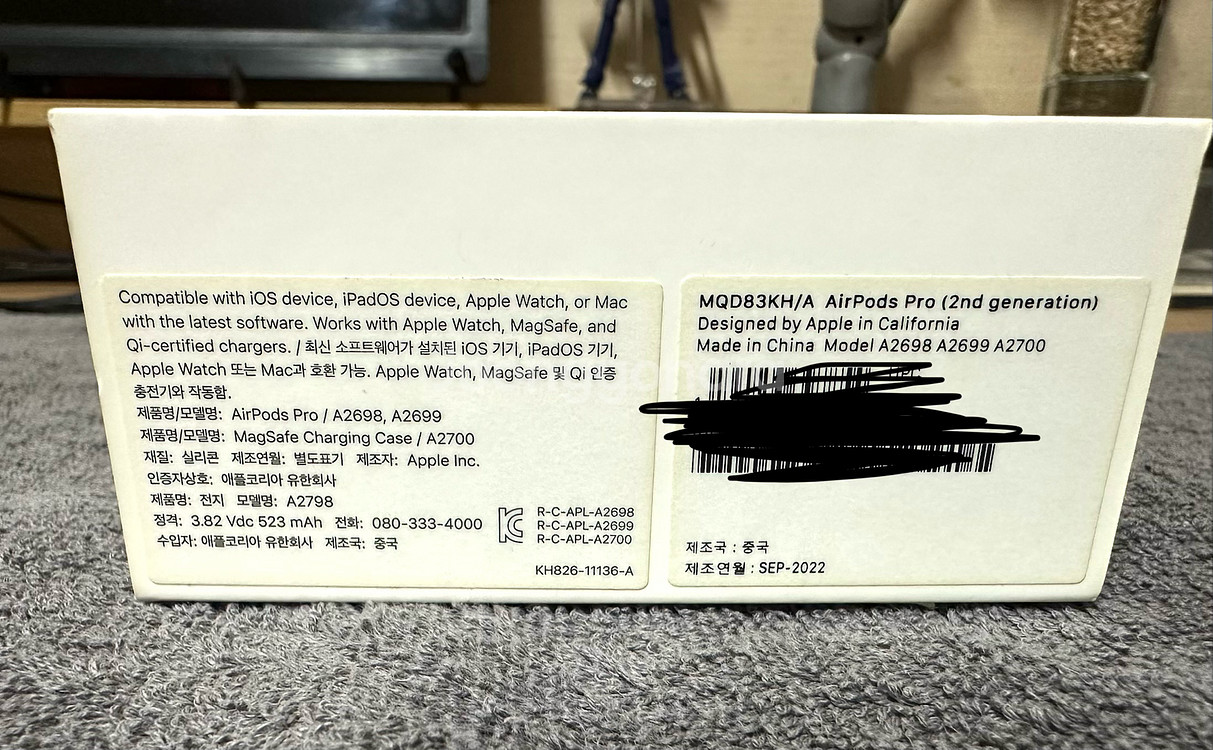 Compatible with iOS device, iPadOS device, Apple Watch, or Mac
with the latest software. Works with Apple Watch, MagSafe, and
Qi-certified chargers. / 최신 소프트웨어가 설치된 iOS 기기, iPadOS 기기,
Apple Watch 또는 Mac과 호환 가능. Apple Watch, MagSafe 및 Qi 인증
충전기와 작동함.
제품명/모델명: AirPods Pro / A2698, A2699
제품명/모델명: MagSafe Charging Case / A2700
재질: 실리콘 제조연월: 별도표기 제조자: Apple Inc.
인증자상호: 애플코리아 유한회사
제품명: 전지 모델명: A2798
정격: 3.82 Vdc 523 mAh 전화: 080-333-4000
수입자: 애플코리아 유한회사 제조국: 중국
R-C-APL-A2698
R-C-APL-A2699
R-C-APL-A2700
KH826-11136-A
MQD83KH/A AirPods Pro (2nd generation)
Designed by Apple in California
Made in China Model A2698 A2699 A2700
제조국 : 중국
제조연월 : SEP-2022